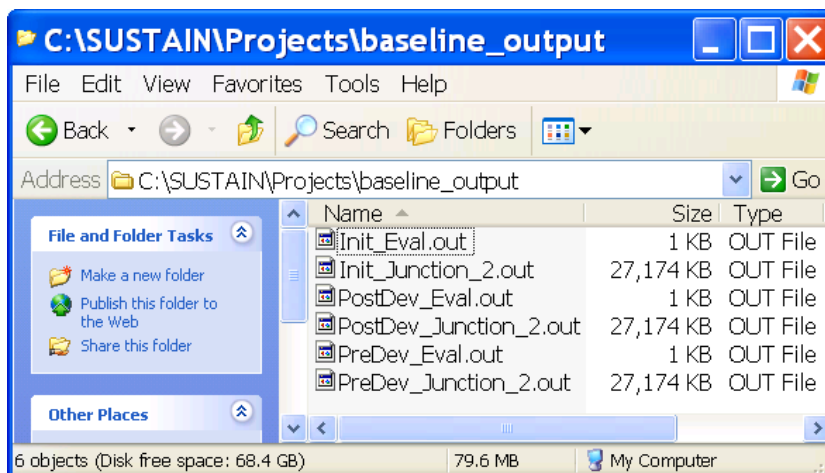 C:\SUSTAIN\Projects\baseline_output
File Edit View Favorites Tools Help
Back Search Folders
Address C:\SUSTAIN\Projects\baseline_output Go
File and Folder Tasks
Make a new folder
Publish this folder to
the Web
Share this folder
Other Places
Name Size Type
Init_Eval.out 1 KB OUT File
Init_Junction_2.out 27,174 KB OUT File
PostDev_Eval.out 1 KB OUT File
PostDev_Junction_2.out 27,174 KB OUT File
PreDev_Eval.out 1 KB OUT File
PreDev_Junction_2.out 27,174 KB OUT File
6 objects (Disk free space: 68.4 GB) 79.6 MB My Computer